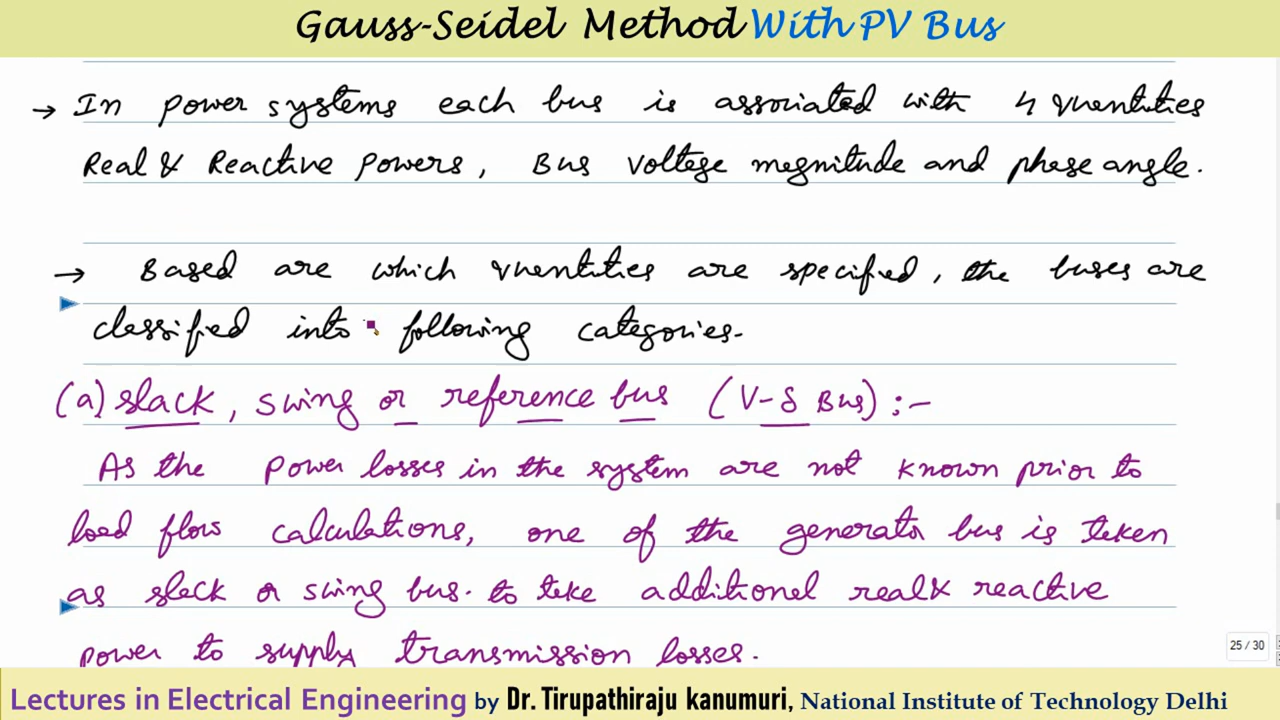 Gauss-Seidel Method With PV Bus
→ In power systems each bus is associated with 4 quantities
Real & Reactive Powers, Bus voltage magnitude and phase angle.
→ Based are which quantities are specified, the buses are
classified into following categories.
(a) slack, swing or reference bus (V-δ Bus) :-
As the power losses in the system are not known prior to
load flow calculations, one of the generator bus is taken
as slack or swing bus. to take additional real & reactive
power to supply transmission losses.
25 / 30
Lectures in Electrical Engineering by Dr. Tirupathiraju kanumuri, National Institute of Technology Delhi